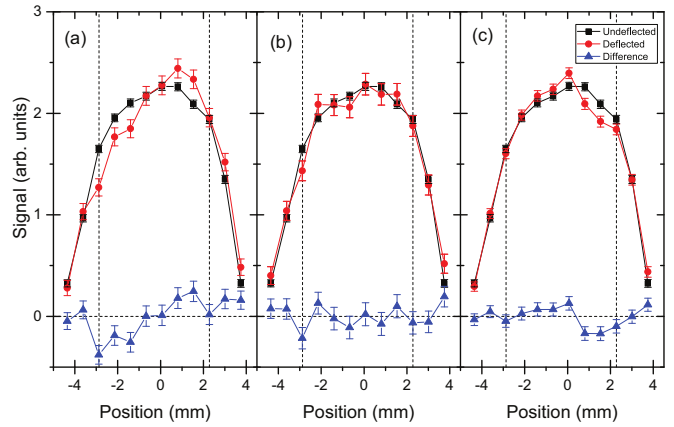 (a)
(b)
(c)
Undeflected
Deflected
Difference
Signal (arb. units)
3
2
1
0
-4 -2 0 2 4
-4 -2 0 2 4
-4 -2 0 2 4
Position (mm)
Position (mm)
Position (mm)